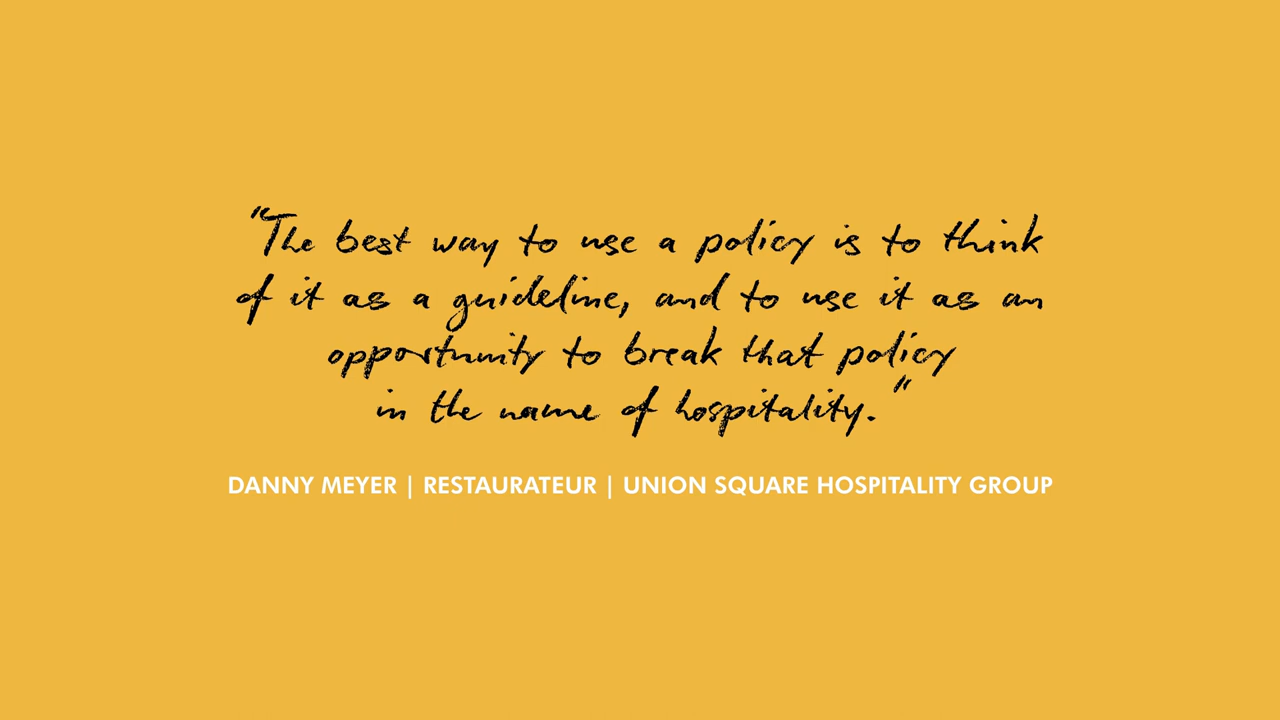 "The best way to use a policy is to think
of it as a guideline, and to use it as an
opportunity to break that policy
in the name of hospitality."
DANNY MEYER | RESTAURATEUR | UNION SQUARE HOSPITALITY GROUP